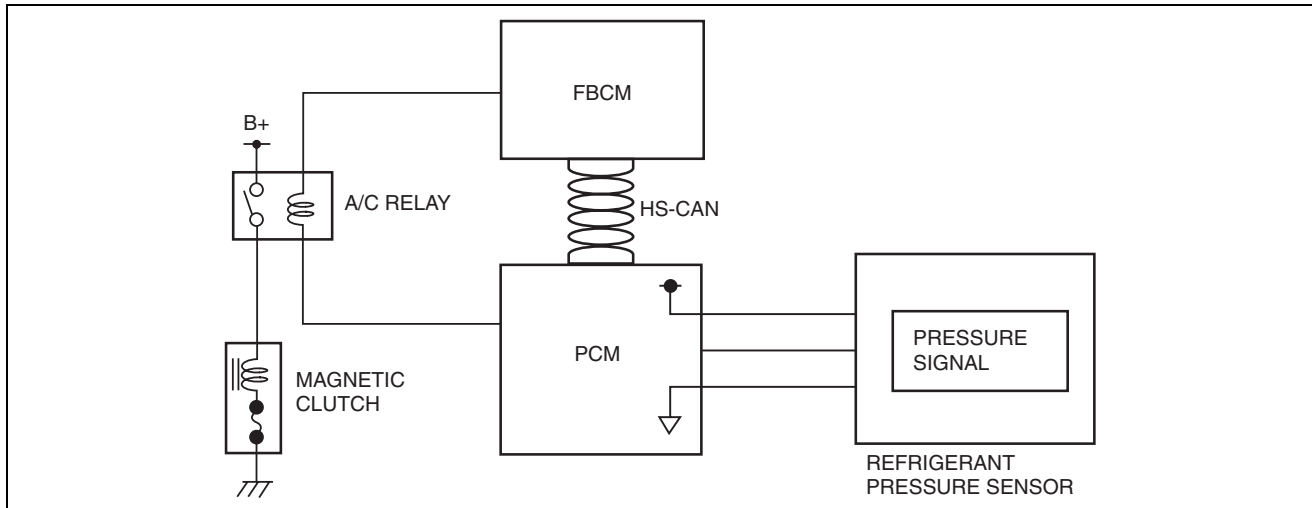 FBCM
B+
A/C RELAY
HS-CAN
PCM
PRESSURE
SIGNAL
MAGNETIC
CLUTCH
REFRIGERANT
PRESSURE SENSOR